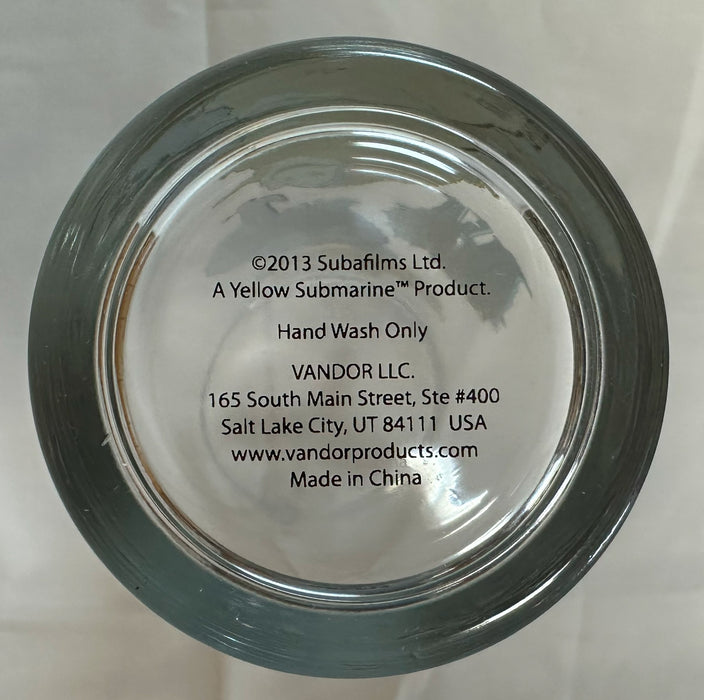 ©2013 Subafilms Ltd.
A Yellow Submarine™ Product.
Hand Wash Only
VANDOR LLC.
165 South Main Street, Ste #400
Salt Lake City, UT 84111 USA
www.vandorproducts.com
Made in China